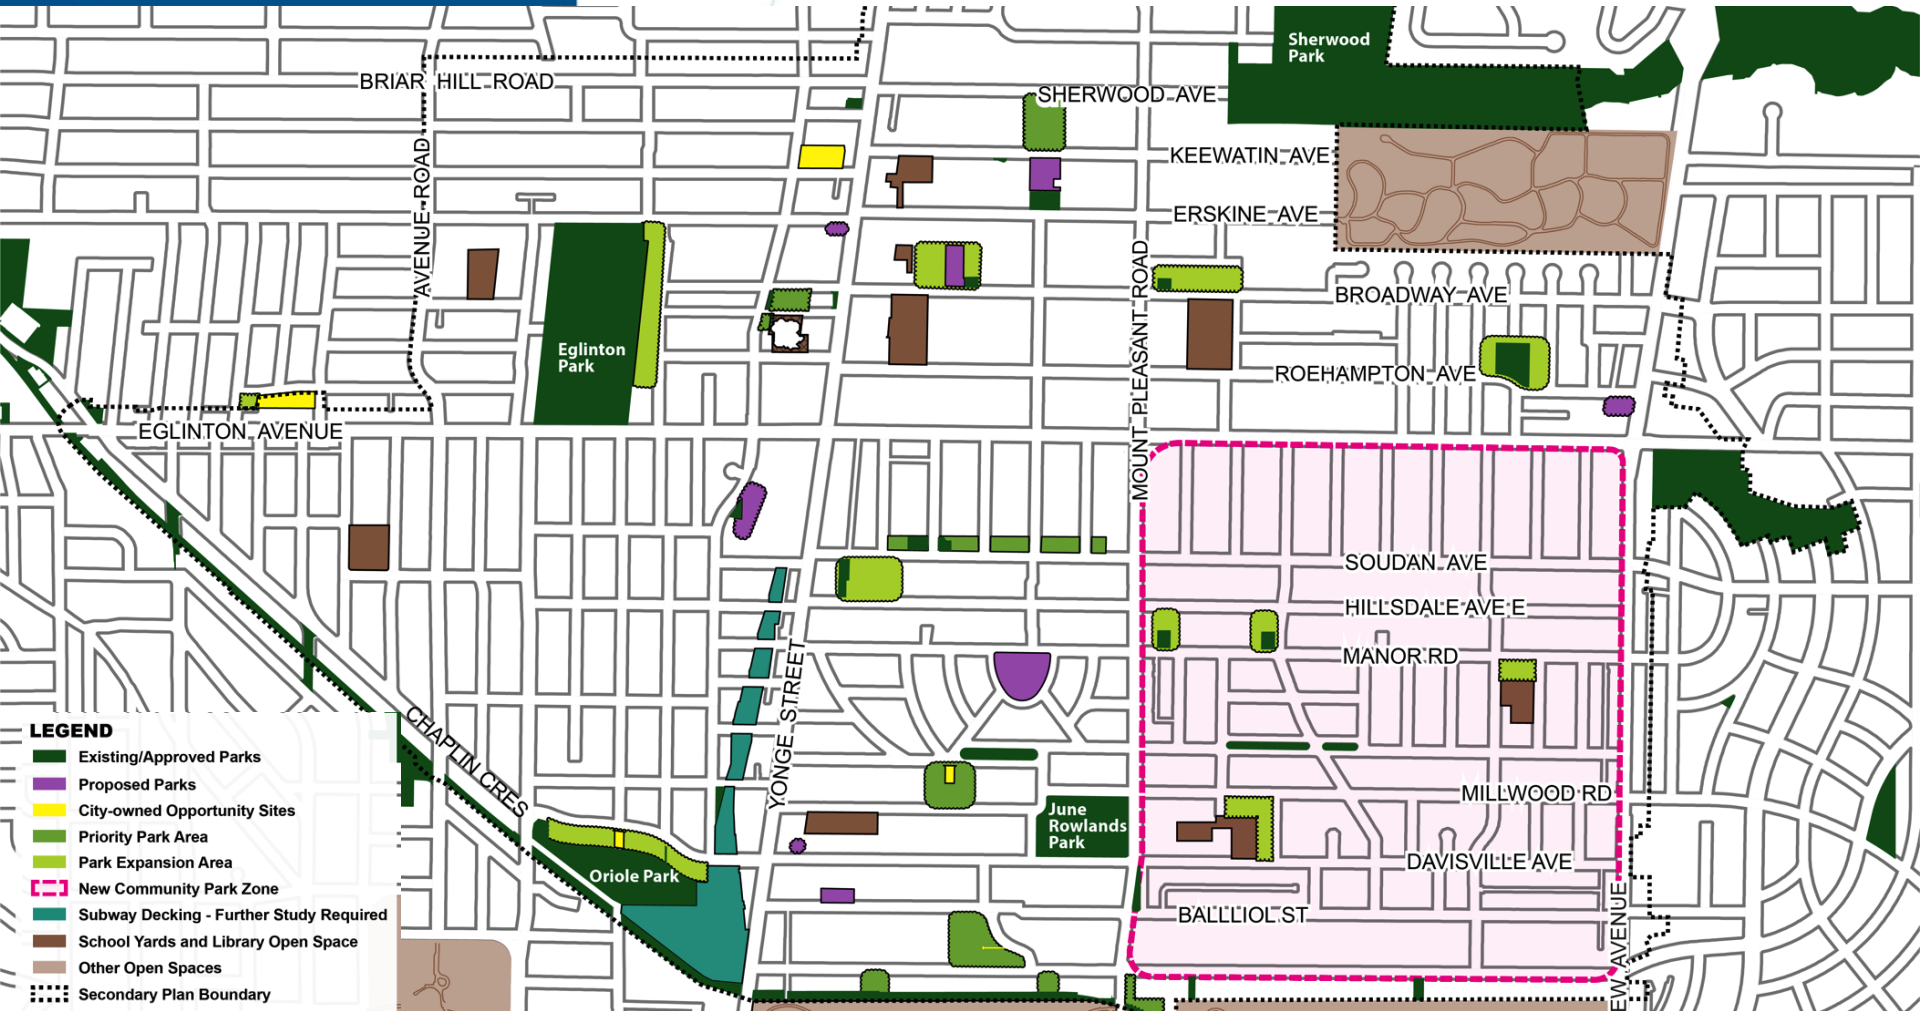 Sherwood
Park
BRIAR HILL ROAD
SHERWOOD AVE
KEEWATIN AVE
AVENUE ROAD
ERSKINE AVE
MOUNT PLEASANT ROAD
BROADWAY AVE
Eglinton
Park
ROEHAMPTON AVE
EGLINTON AVENUE
SOUDAN AVE
HILLSDALE AVE E
MANOR RD
YONGE STREET
CHAPLIN CRES
MILLWOOD RD
June
Rowlands
Park
DAVISVILLE AVE
Oriole Park
BALLLIOL ST
EW AVENUE
LEGEND
Existing/Approved Parks
Proposed Parks
City-owned Opportunity Sites
Priority Park Area
Park Expansion Area
New Community Park Zone
Subway Decking - Further Study Required
School Yards and Library Open Space
Other Open Spaces
Secondary Plan Boundary